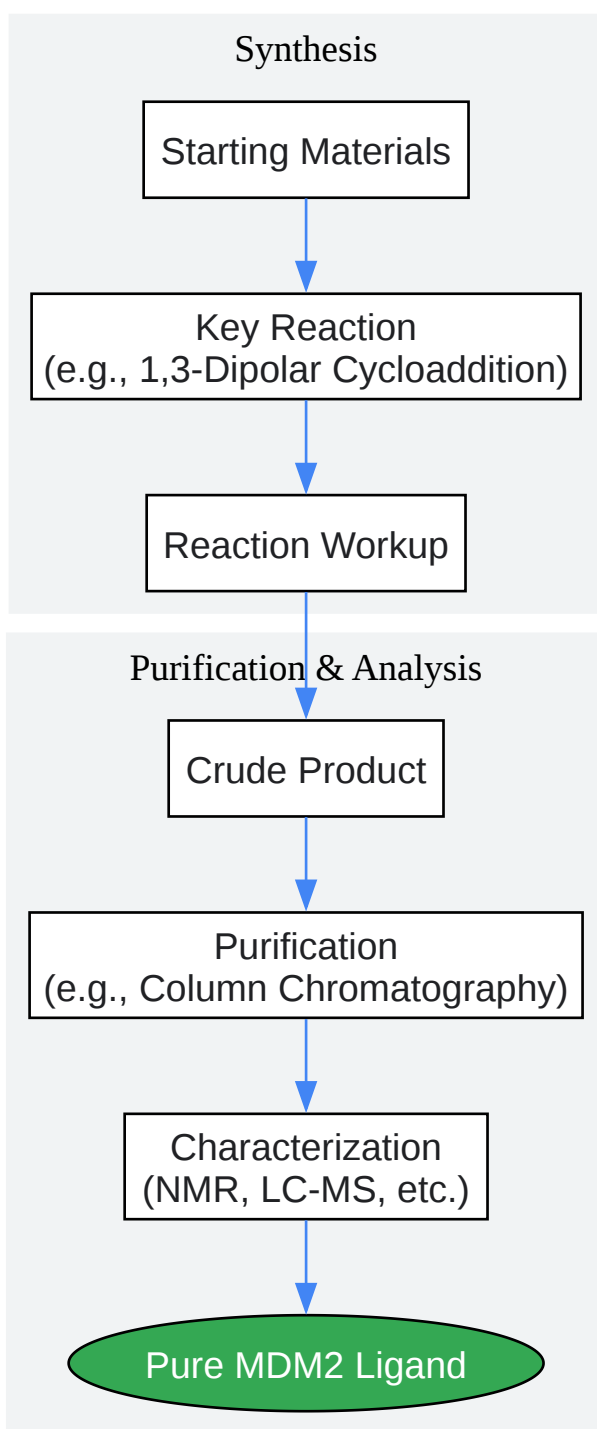 Synthesis
Starting Materials
Key Reaction
(e.g., 1,3-Dipolar Cycloaddition)
Reaction Workup
Purification & Analysis
Crude Product
Purification
(e.g., Column Chromatography)
Characterization
(NMR, LC-MS, etc.)
Pure MDM2 Ligand